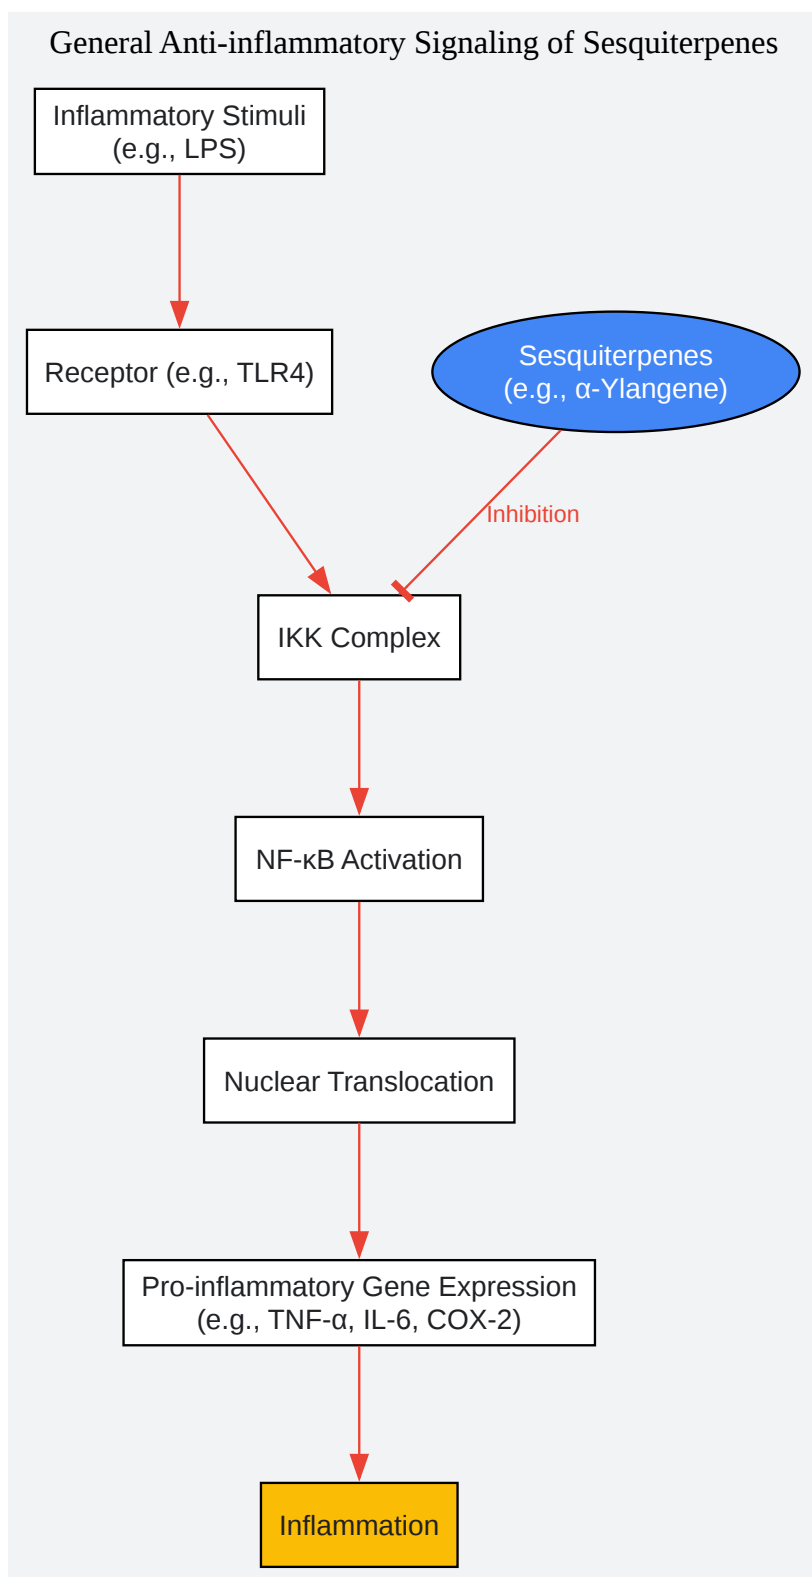 General Anti-inflammatory Signaling of Sesquiterpenes
Inflammatory Stimuli
(e.g., LPS)
Receptor (e.g., TLR4)
Sesquiterpenes
(e.g., α-Ylangene)
Inhibition
IKK Complex
NF-κB Activation
Nuclear Translocation
Pro-inflammatory Gene Expression
(e.g., TNF-α, IL-6, COX-2)
Inflammation